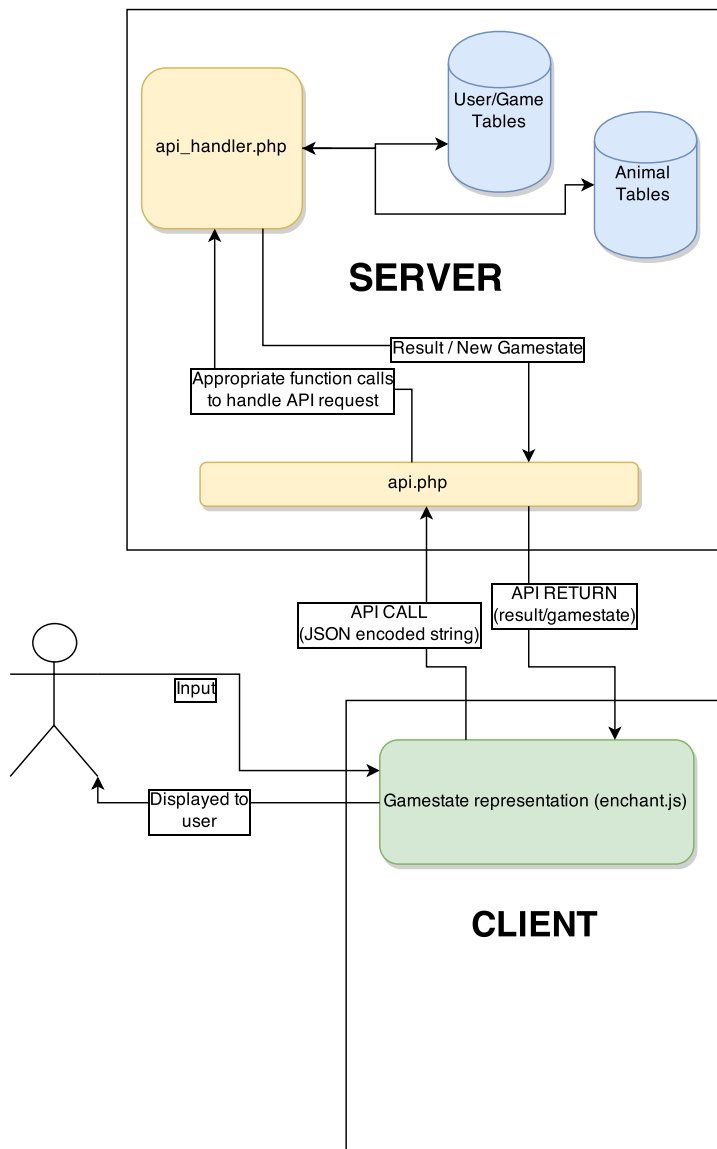 User/Game
Tables
api_handler.php
Animal
Tables
SERVER
Result / New Gamestate
Appropriate function calls
to handle API request
api.php
API RETURN
(result/gamestate)
API CALL
(JSON encoded string)
Input
Displayed to
user
Gamestate representation (enchant.js)
CLIENT